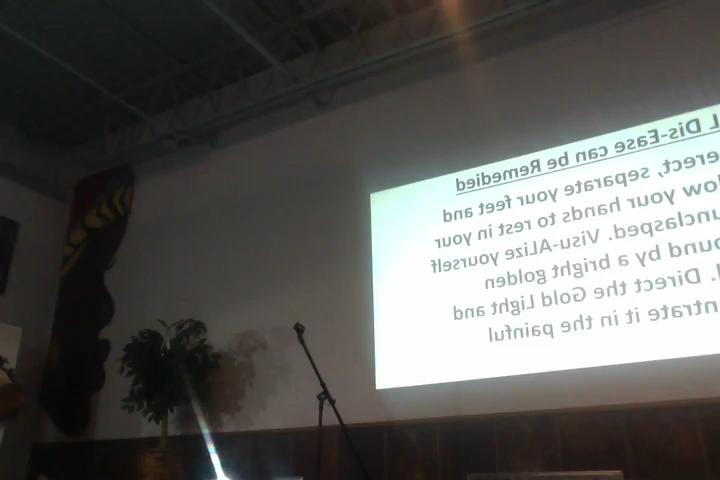 L Dis-Ease can be Remedied
erect, separate your feet and
low your hands to rest in your
unclasped. Visu-ALize yourself
ound by a bright golden
l. Direct the Gold Light and
ntrate it in the painful